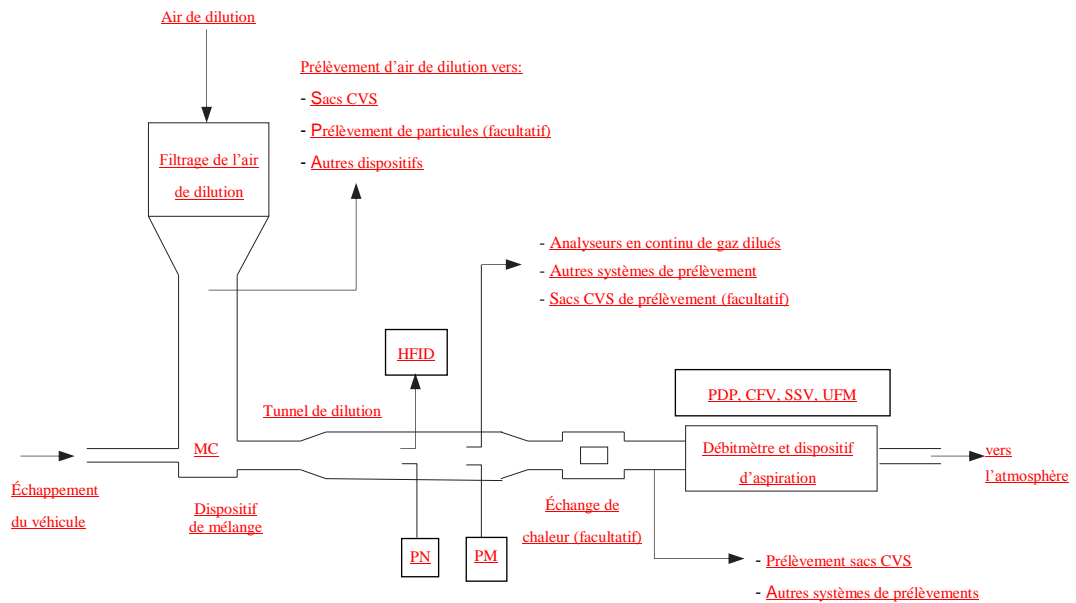 Air de dilution
Prélèvement d'air de dilution vers:
- Sacs CVS
- Prélèvement de particules (facultatif)
- Autres dispositifs
Filtrage de l'air
de dilution
- Analyseurs en continu de gaz dilués
- Autres systèmes de prélèvement
- Sacs CVS de prélèvement (facultatif)
HFID
PDP, CFV, SSV, UFM
Tunnel de dilution
MC
Débitmètre et dispositif
d'aspiration
vers
l'atmosphère
Échappement
du véhicule
Dispositif
de mélange
Échange de
chaleur (facultatif)
PN
PM
- Prélèvement sacs CVS
- Autres systèmes de prélèvements